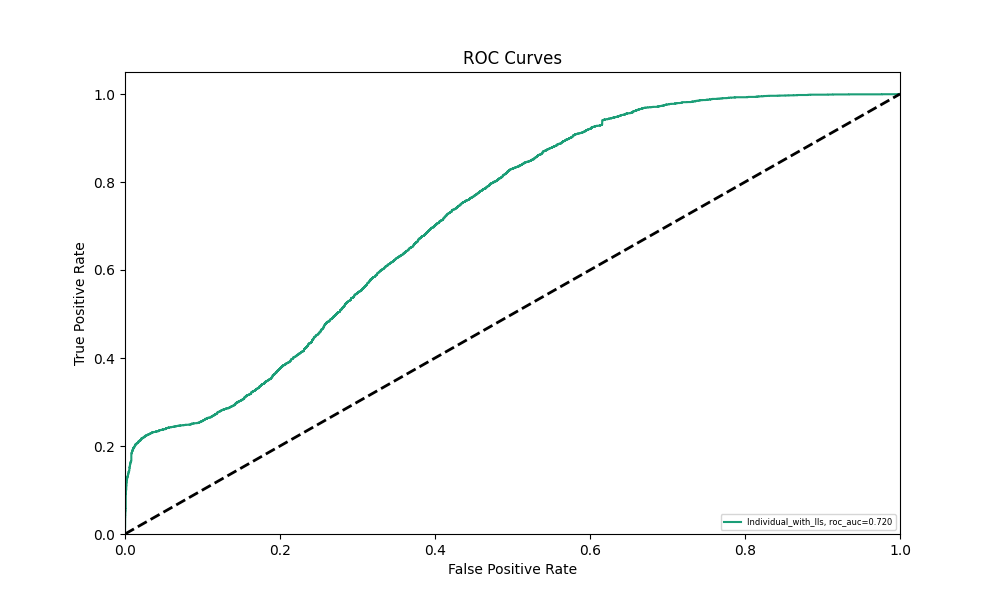 ROC Curves
True Positive Rate
1.0
0.8
0.6
0.4
0.2
0.0
0.0 0.2 0.4 0.6 0.8 1.0
False Positive Rate
Individual_with_lls, roc_auc=0.720